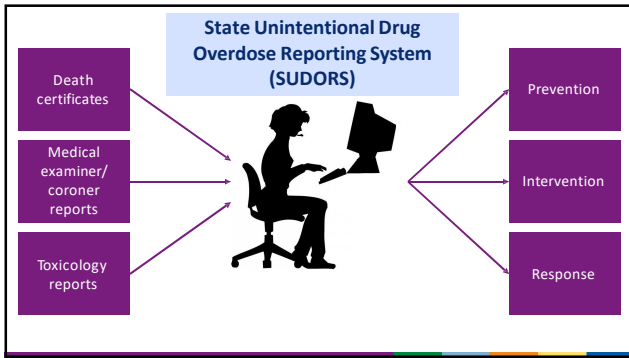 State Unintentional Drug
Overdose Reporting System
(SUDORS)
Death
certificates
Medical
examiner/
coroner
reports
Toxicology
reports
Prevention
Intervention
Response